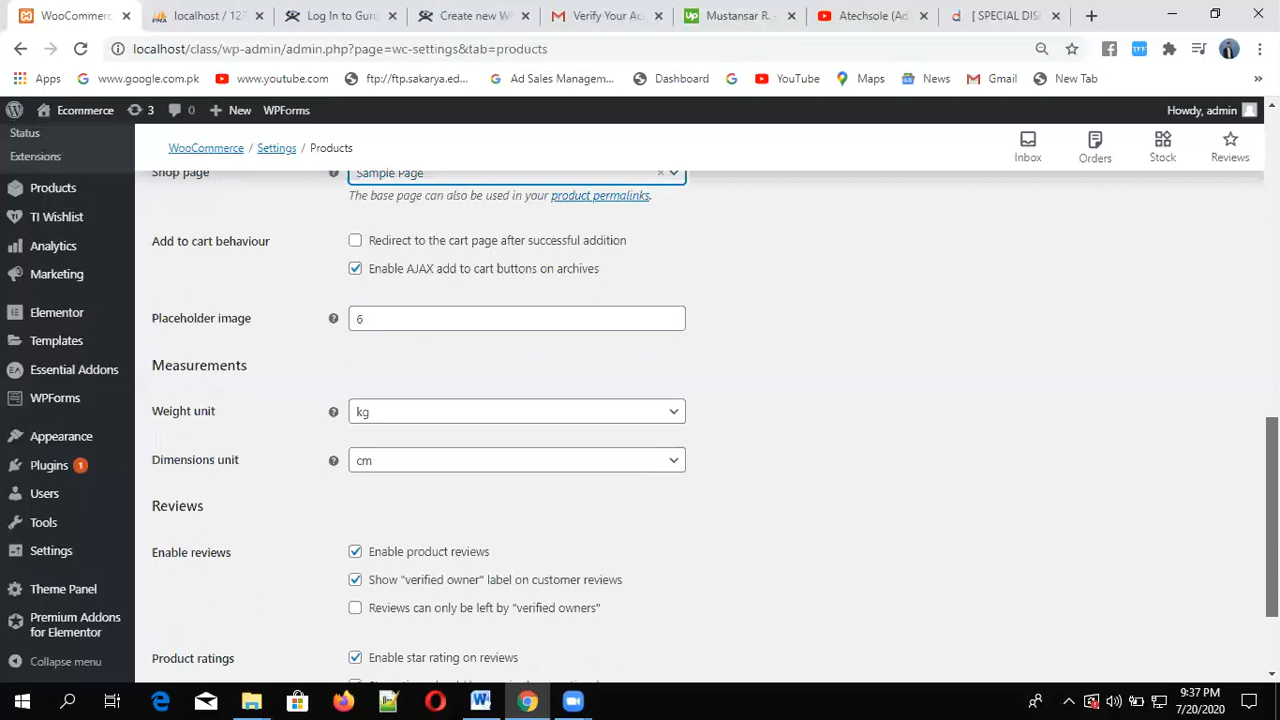 WooCommerc
localhost / 127
Log In to Guru
Create new WP
Verify Your Ac
Mustansar R.
Atechsole (Ad
[ SPECIAL DIS
localhost/class/wp-admin/admin.php?page=wc-settings&tab=products
Apps
www.google.com.pk
www.youtube.com
ftp://ftp.sakarya.ed...
Ad Sales Managem...
Dashboard
YouTube
Maps
News
Gmail
New Tab
Ecommerce
3
0
New
WPForms
Howdy, admin
Status
Extensions
Products
TI Wishlist
Analytics
Marketing
Elementor
Templates
Essential Addons
WPForms
Appearance
Plugins 1
Users
Tools
Settings
Theme Panel
Premium Addons
for Elementor
Collapse menu
WooCommerce / Settings / Products
Inbox
Orders
Stock
Reviews
Shop page
Sample Page
The base page can also be used in your product permalinks.
Add to cart behaviour
Redirect to the cart page after successful addition
Enable AJAX add to cart buttons on archives
Placeholder image
6
Measurements
Weight unit
kg
Dimensions unit
cm
Reviews
Enable reviews
Enable product reviews
Show "verified owner" label on customer reviews
Reviews can only be left by "verified owners"
Product ratings
Enable star rating on reviews
9:37 PM
7/20/2020